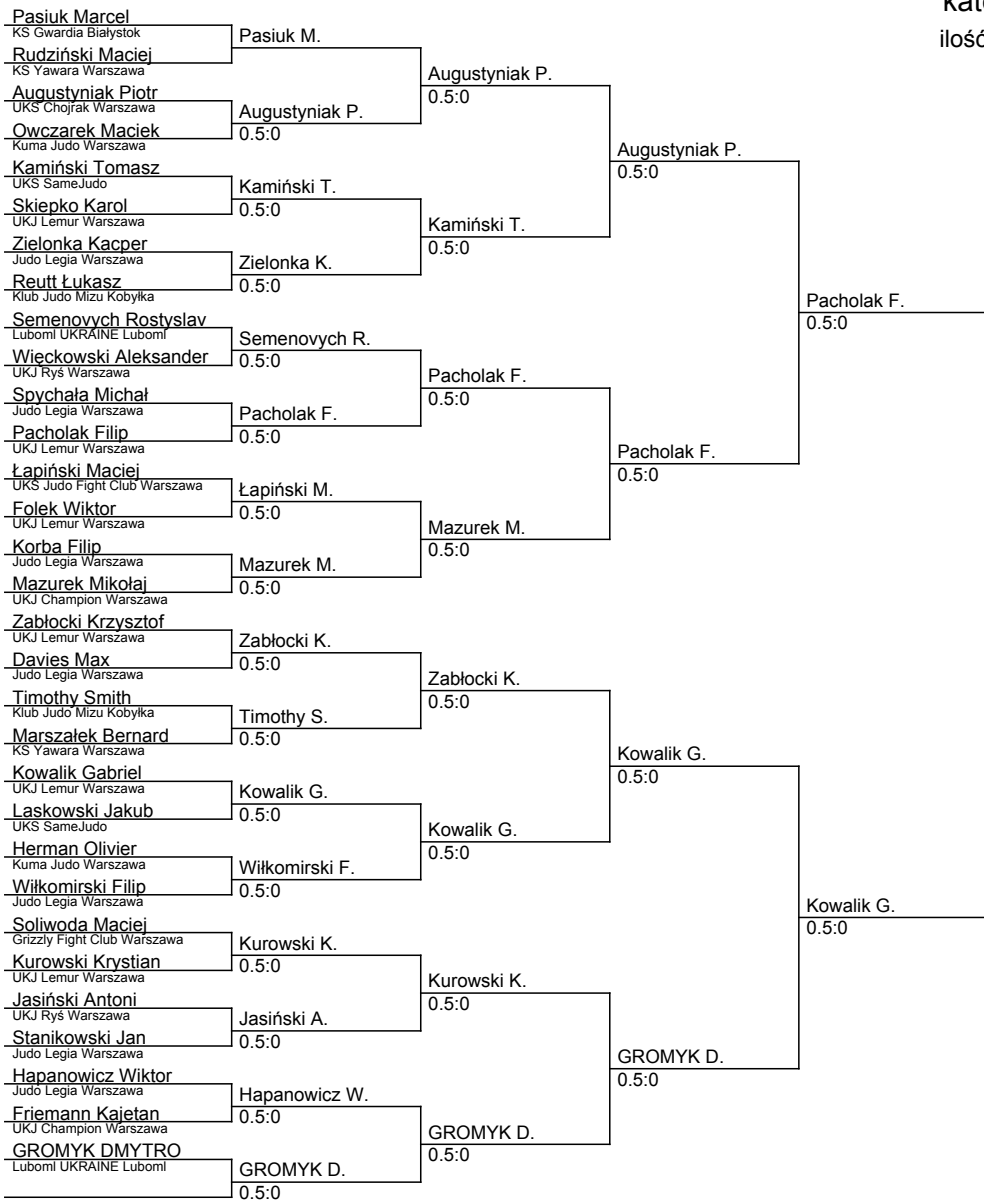 kat
ilość
Pasiuk Marcel
KS Gwardia Białystok
Rudziński Maciej
KS Yawara Warszawa
Augustyniak Piotr
UKS Chojrak Warszawa
Owczarek Maciek
Kuma Judo Warszawa
Kamiński Tomasz
UKS SameJudo
Skiepko Karol
UKJ Lemur Warszawa
Zielonka Kacper
Judo Legia Warszawa
Reutt Łukasz
Klub Judo Mizu Kobyłka
Semenovych Rostyslav
Luboml UKRAINE Luboml
Więckowski Aleksander
UKJ Ryś Warszawa
Spychała Michał
Judo Legia Warszawa
Pacholak Filip
UKJ Lemur Warszawa
Łapiński Maciej
UKS Judo Fight Club Warszawa
Folek Wiktor
UKJ Lemur Warszawa
Korba Filip
Judo Legia Warszawa
Mazurek Mikołaj
UKJ Champion Warszawa
Zabłocki Krzysztof
UKJ Lemur Warszawa
Davies Max
Judo Legia Warszawa
Timothy Smith
Klub Judo Mizu Kobyłka
Marszałek Bernard
KS Yawara Warszawa
Kowalik Gabriel
UKJ Lemur Warszawa
Laskowski Jakub
UKS SameJudo
Herman Olivier
Kuma Judo Warszawa
Wiłkomirski Filip
Judo Legia Warszawa
Soliwoda Maciej
Grizzly Fight Club Warszawa
Kurowski Krystian
UKJ Lemur Warszawa
Jasiński Antoni
UKJ Ryś Warszawa
Stanikowski Jan
Judo Legia Warszawa
Hapanowicz Wiktor
Judo Legia Warszawa
Friemann Kajetan
UKJ Champion Warszawa
GROMYK DMYTRO
Luboml UKRAINE Luboml
Pasiuk M.
Augustyniak P.
0.5:0
Kamiński T.
0.5:0
Zielonka K.
0.5:0
Semenovych R.
0.5:0
Pacholak F.
0.5:0
Łapiński M.
0.5:0
Mazurek M.
0.5:0
Zabłocki K.
0.5:0
Timothy S.
0.5:0
Kowalik G.
0.5:0
Wiłkomirski F.
0.5:0
Kurowski K.
0.5:0
Jasiński A.
0.5:0
Hapanowicz W.
0.5:0
GROMYK D.
0.5:0
Augustyniak P.
0.5:0
Kamiński T.
0.5:0
Pacholak F.
0.5:0
Mazurek M.
0.5:0
Zabłocki K.
0.5:0
Kowalik G.
0.5:0
Kurowski K.
0.5:0
GROMYK D.
0.5:0
Augustyniak P.
0.5:0
Pacholak F.
0.5:0
Kowalik G.
0.5:0
GROMYK D.
0.5:0
Pacholak F.
0.5:0
Kowalik G.
0.5:0